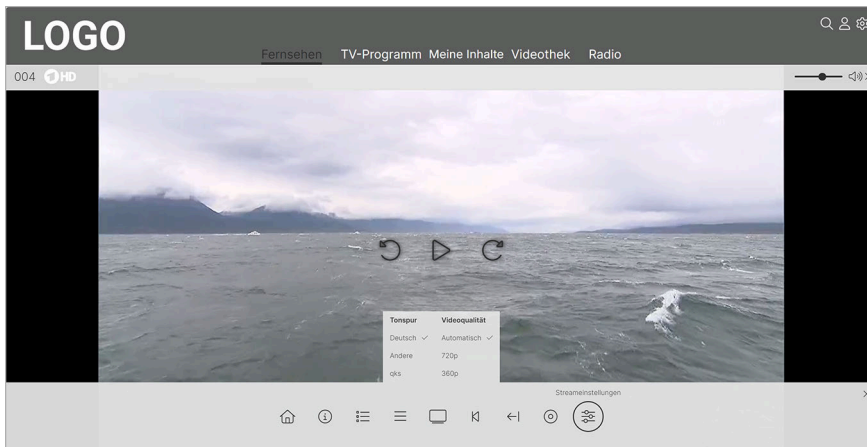 LOGO
Fernsehen TV-Programm Meine Inhalte Videothek Radio
004 1 HD
Tonspur Videoqualität
Deutsch Automatisch
Andere 720p
qks 360p
Streameinstellungen